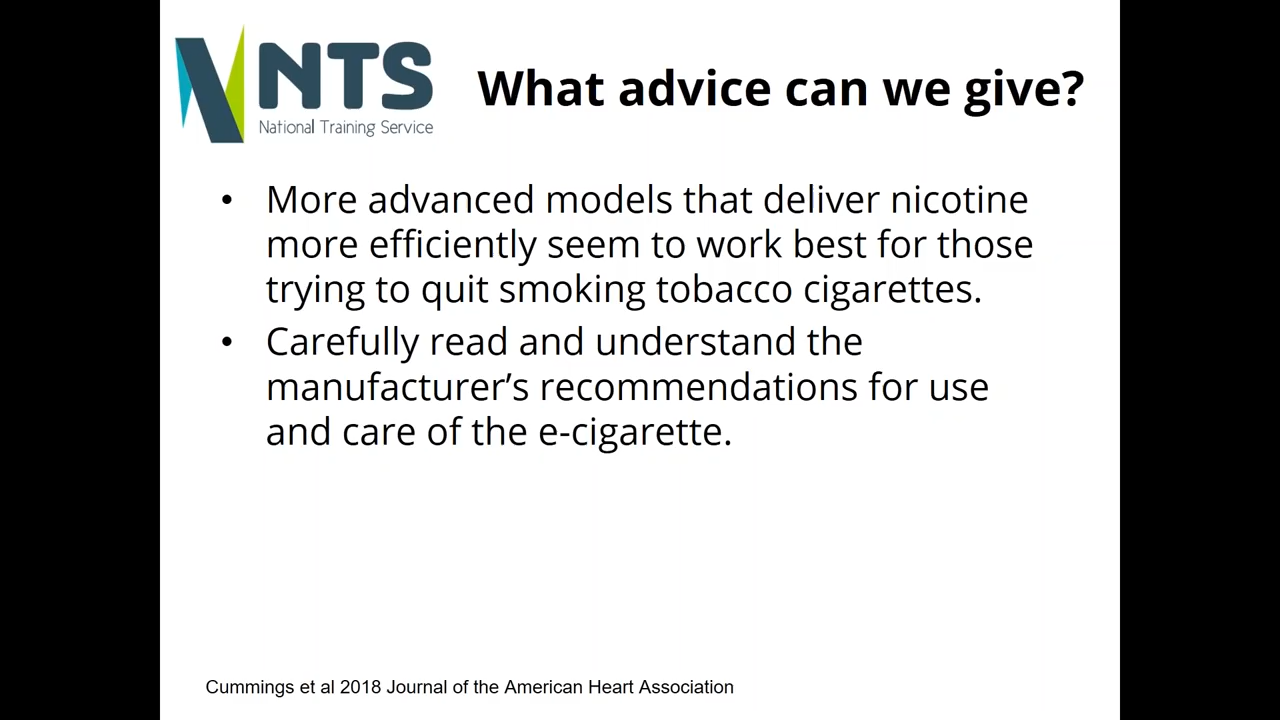 NTS
National Training Service
What advice can we give?
• More advanced models that deliver nicotine
more efficiently seem to work best for those
trying to quit smoking tobacco cigarettes.
• Carefully read and understand the
manufacturer’s recommendations for use
and care of the e-cigarette.
Cummings et al 2018 Journal of the American Heart Association